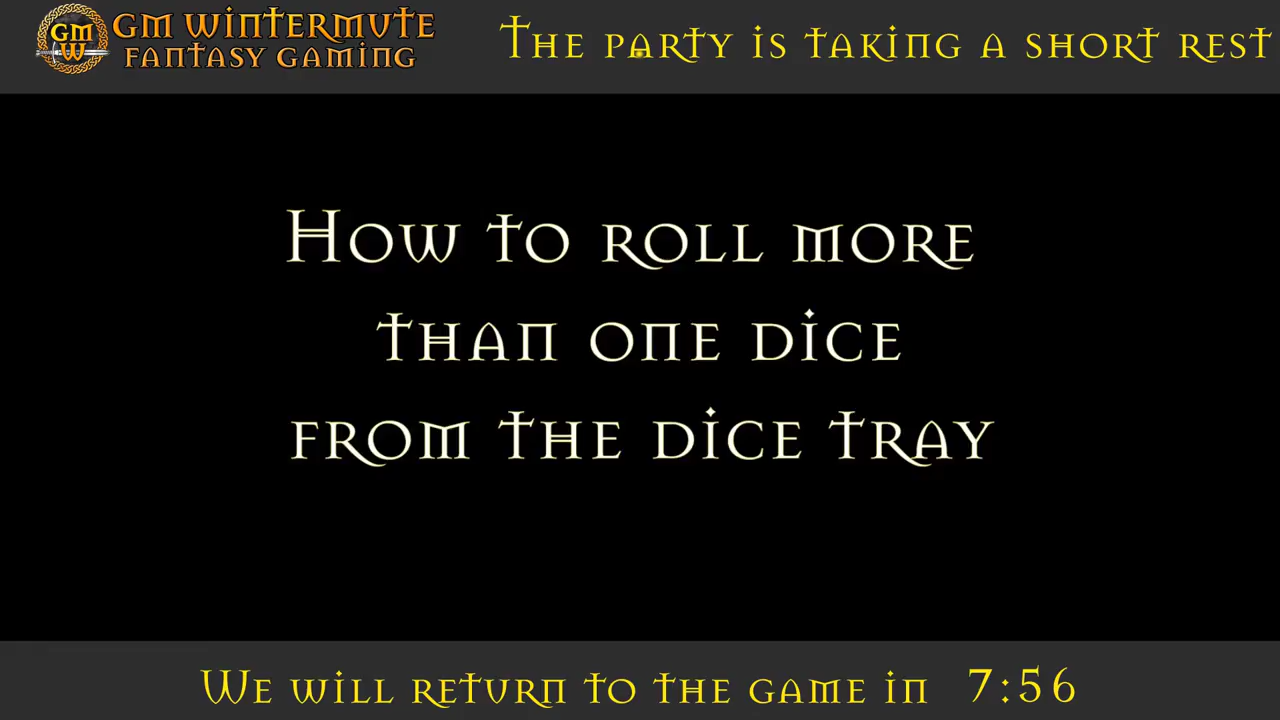 GM WINTERMUTE
FANTASY GAMING
GM
W
The party is taking a short rest
How to roll more
than one dice
from the dice tray
We will return to the game in 7:56